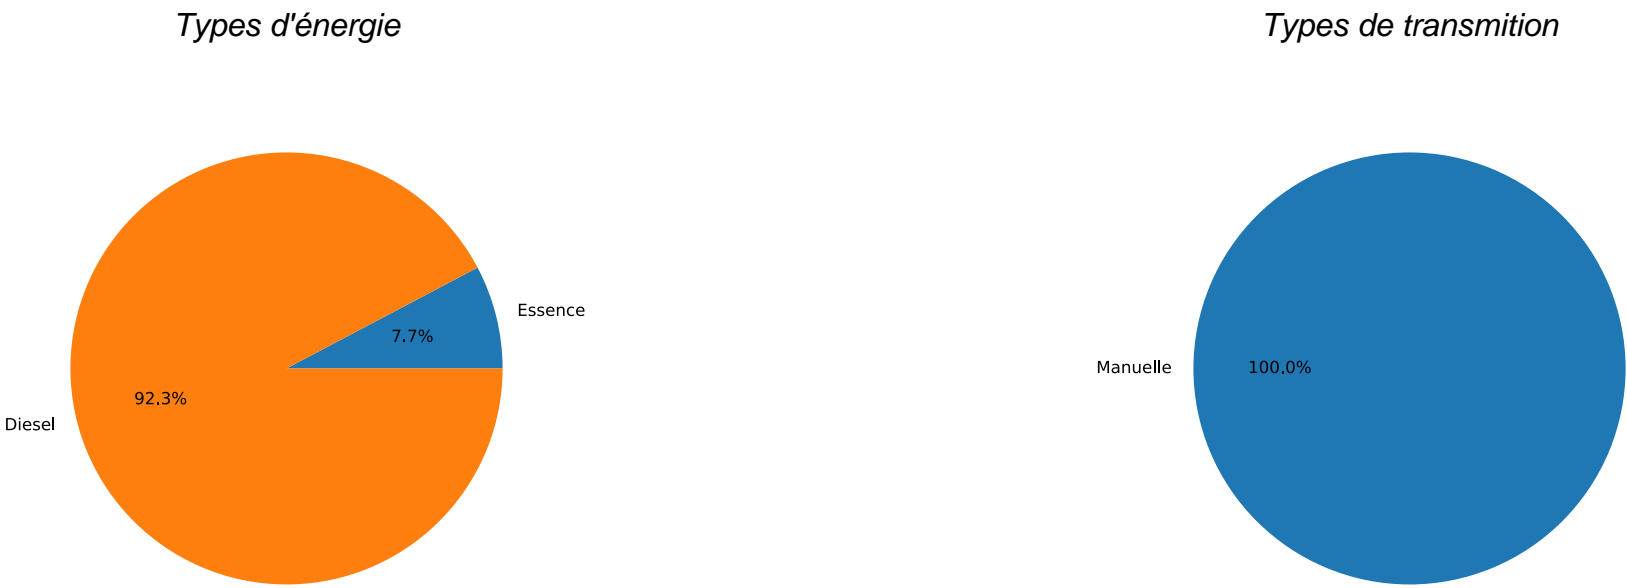 Types d'énergie
Types de transmition
Essence
7.7%
92.3%
Diesel
Manuelle
100.0%